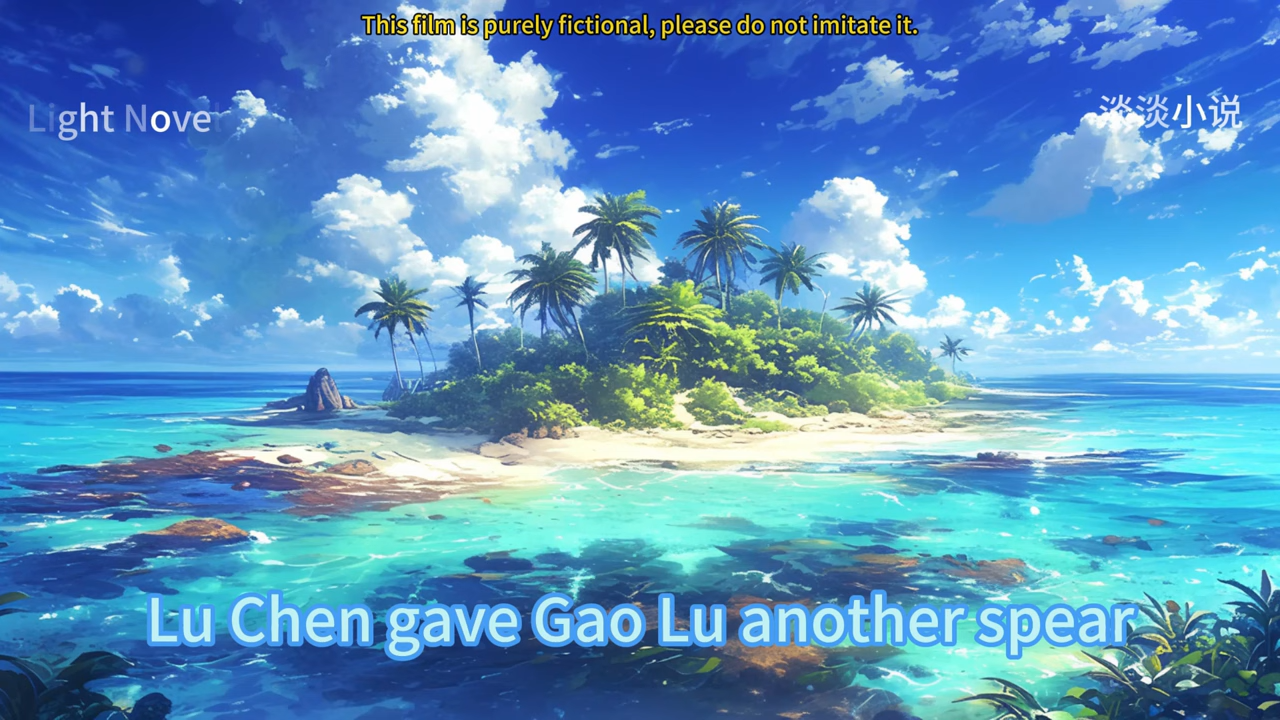 This film is purely fictional, please do not imitate it.
Light Novel
淡淡小说
Lu Chen gave Gao Lu another spear